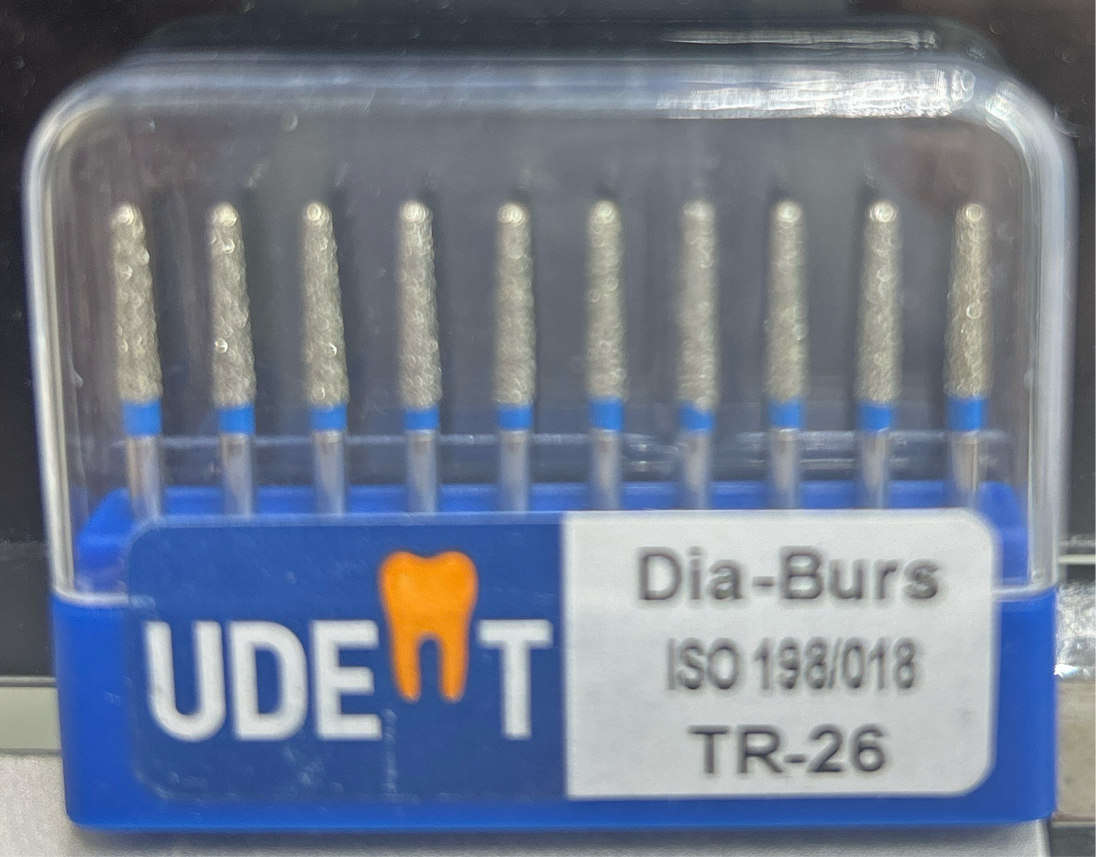 UDENT
Dia-Burs
ISO 198/018
TR-26